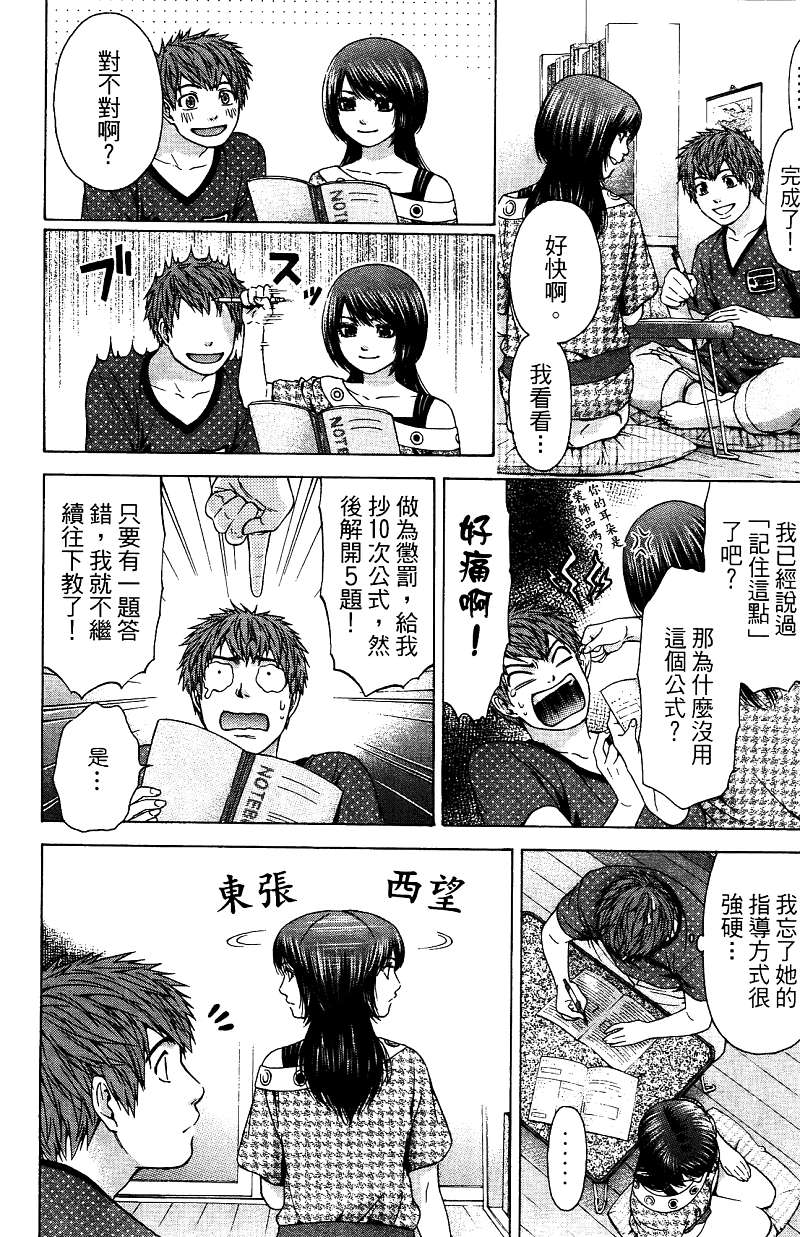 ……
完成了！
好快啊。
我看看…
對不對啊？
NOTE
ブ
スッ
NOTE
我已經說過
「記住這點」
了吧？
那為什麼沒用
這個公式？
你的耳朵是
裝飾品嗎？
好痛啊！
做為懲罰，給我
抄10次公式，然
後解開5題！
只要有一題答
錯，我就不繼
續往下教了！
是…
NOTE
我忘了她的
指導方式很
強硬…
……
東張
西望